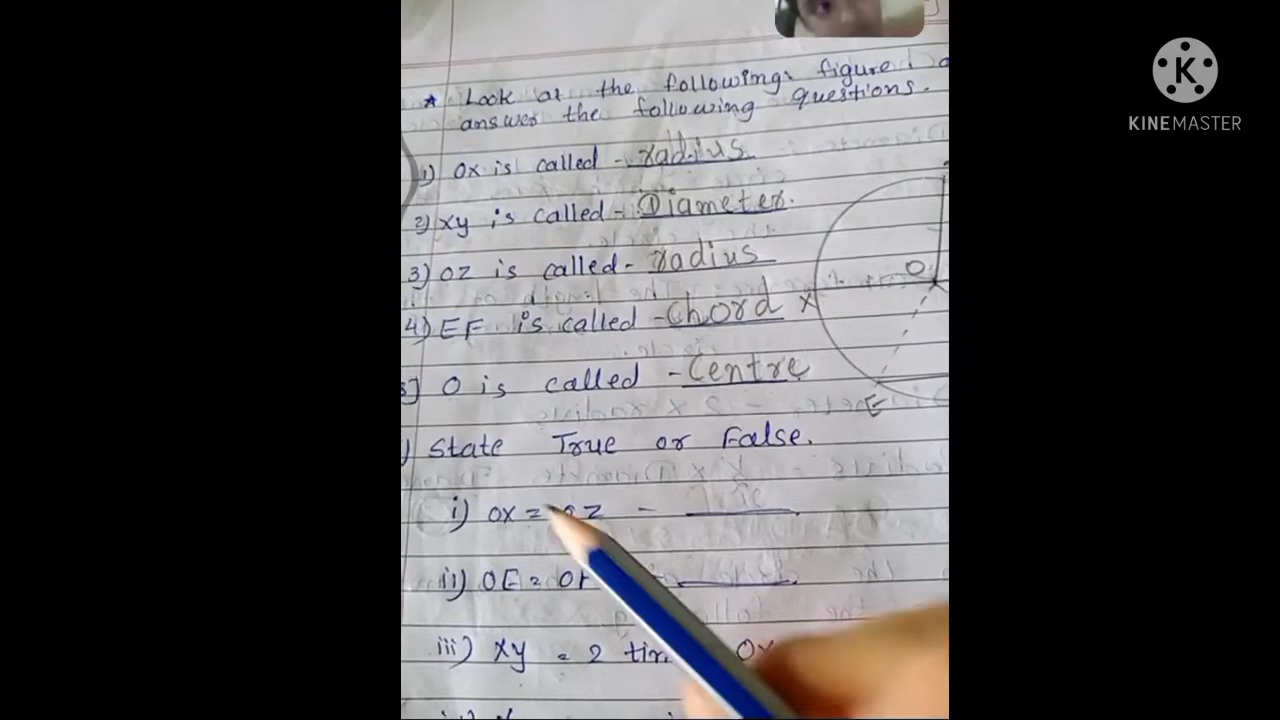 * Look at the following figure
answer the following questions.
1) OX is called - radius
2) xy is called - Diameter.
3) OZ is called - radius
4) EF is called - Chord X
O is called - Centre
State True or False.
i) OX = OZ -
ii) OE =
iii) xy = 2
O
E
K
KINEMASTER